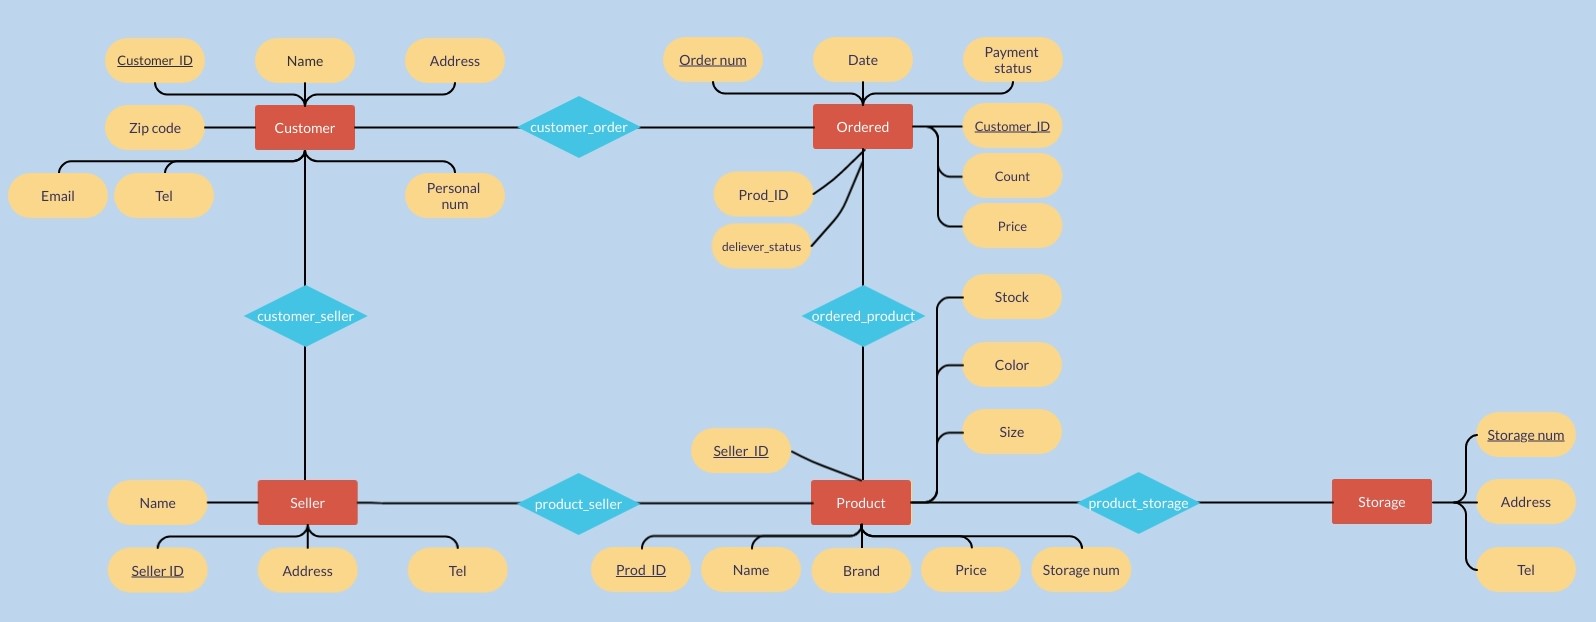 Customer_ID
Name
Address
Order num
Date
Payment
status
Zip code
Customer
customer_order
Ordered
Customer_ID
Email
Tel
Personal
num
Prod_ID
Count
deliever_status
Price
customer_seller
ordered_product
Stock
Color
Size
Seller_ID
Storage num
Name
Seller
product_seller
Product
product_storage
Storage
Address
Seller ID
Address
Tel
Prod_ID
Name
Brand
Price
Storage num
Tel